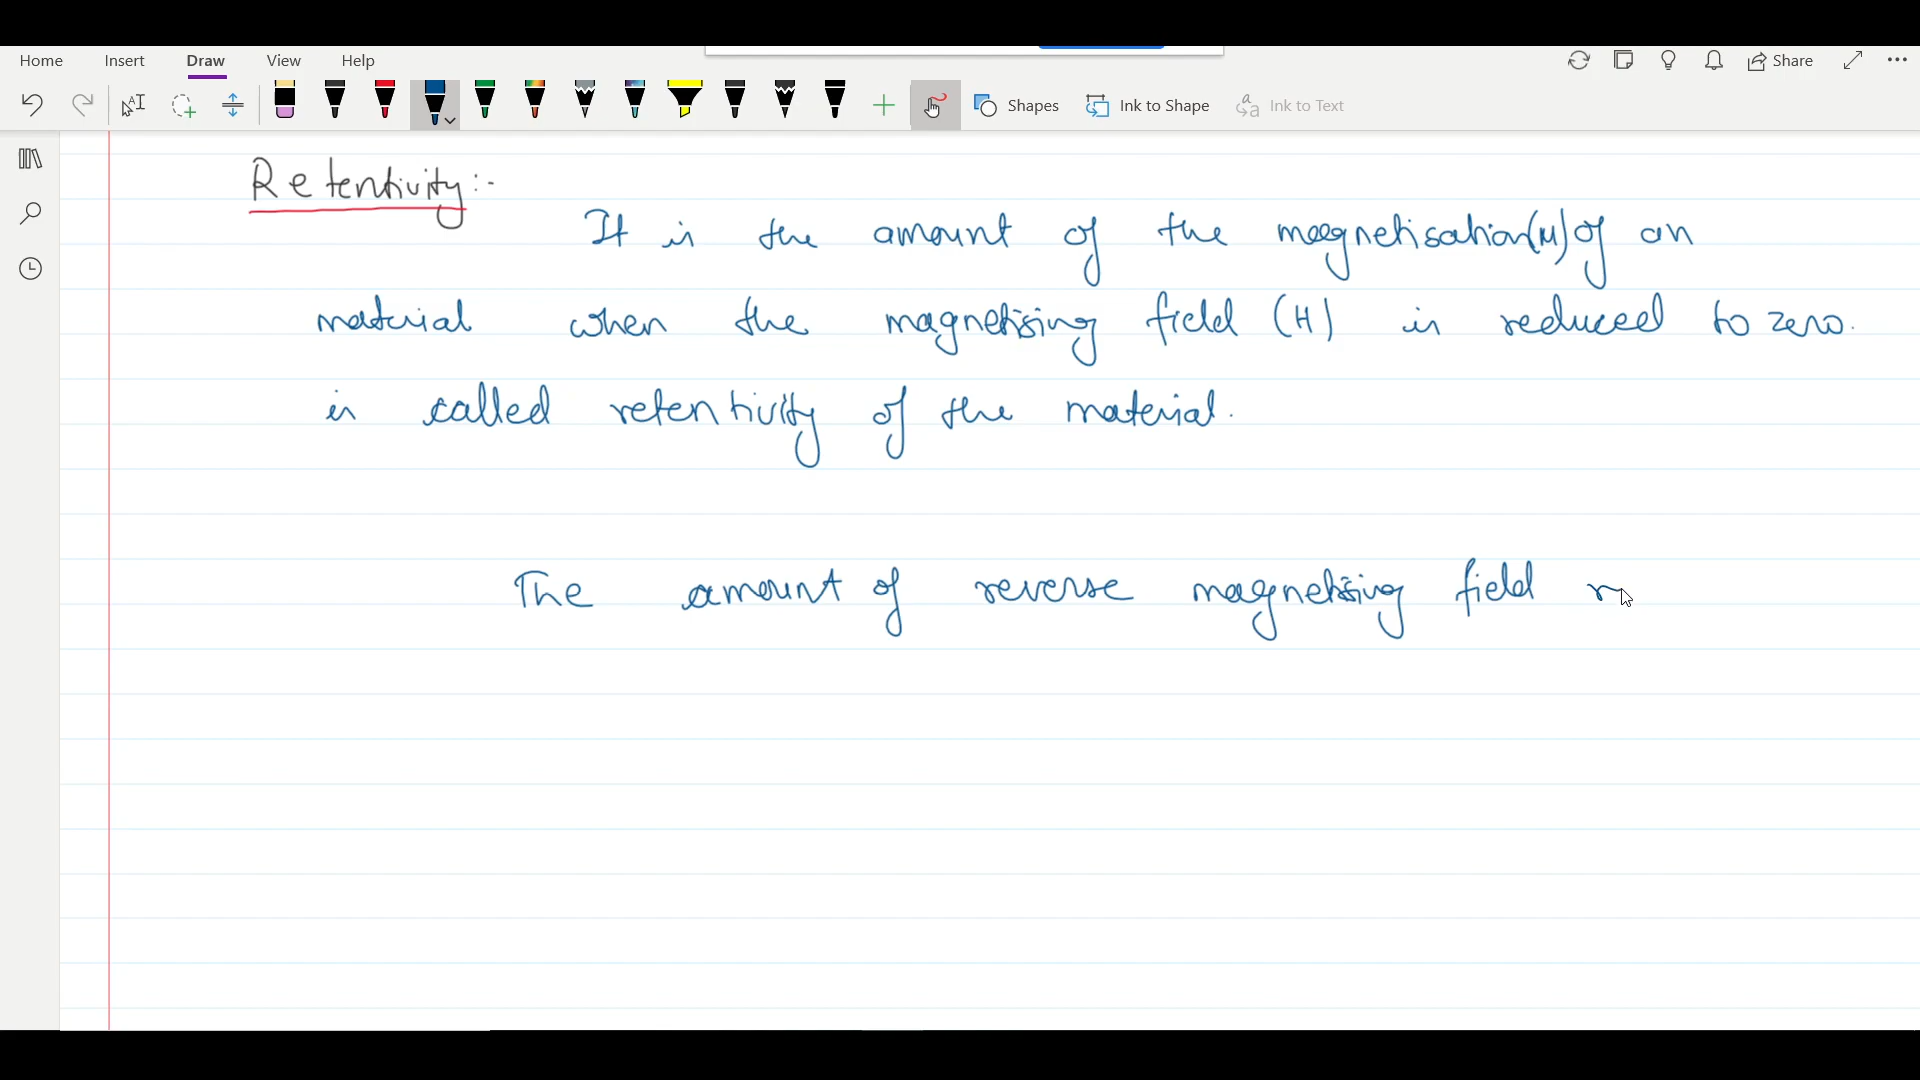 Home Insert Draw View Help Share
Shapes Ink to Shape Ink to Text
Retentivity:-
It is the amount of the magnetisation(M) of an
material when the magnetising field (H) is reduced to zero.
is called retentivity of the material.
The amount of reverse magnetising field